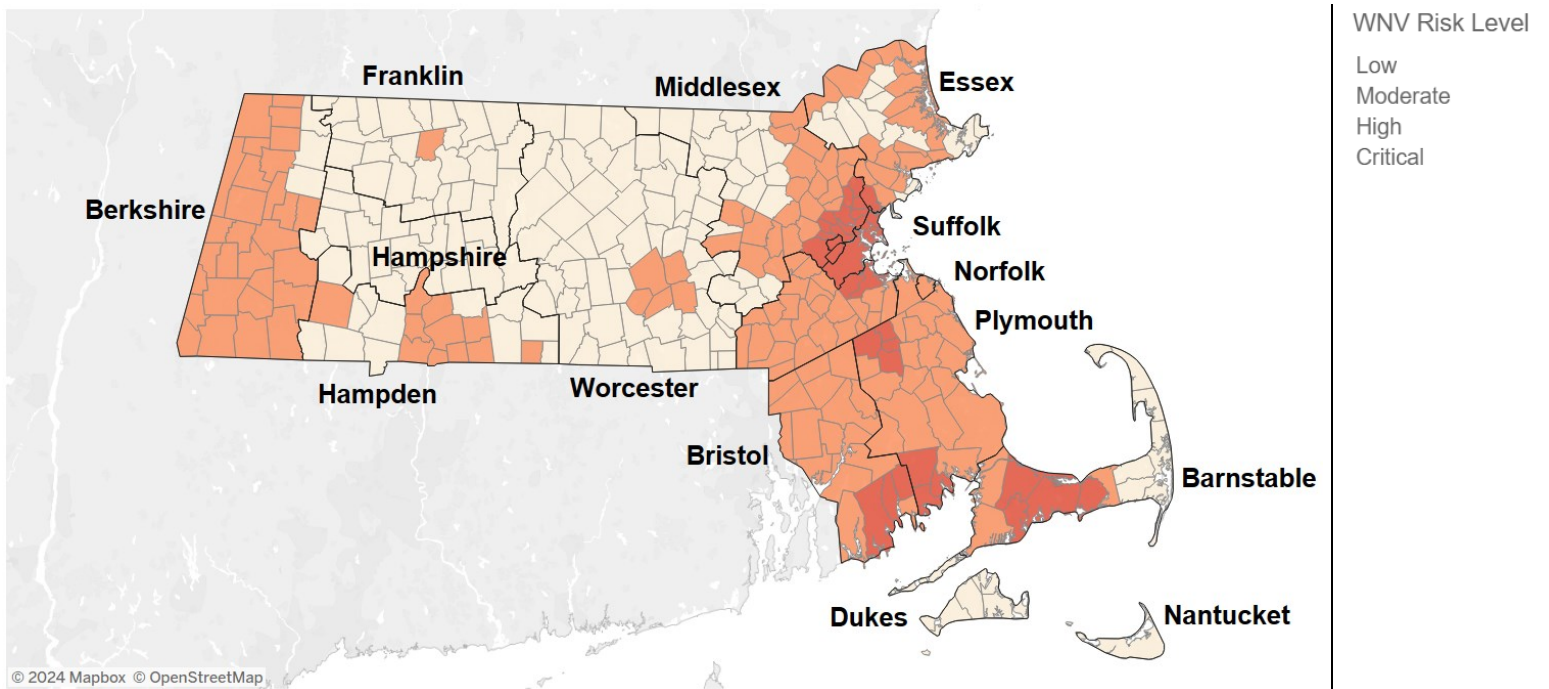 WNV Risk Level
Low
Moderate
High
Critical
Franklin
Middlesex
Essex
Berkshire
Suffolk
Hampshire
Norfolk
Plymouth
Hampden
Worcester
Bristol
Barnstable
Dukes
Nantucket
© 2024 Mapbox © OpenStreetMap